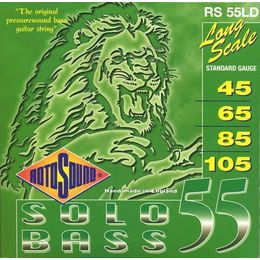 RS 55LD
"The original
pressurewound bass
guitar string"
Long
Scale
STANDARD GAUGE
45
65
85
105
ROTOSOUND
Handmade in England
SOLO
BASS
55